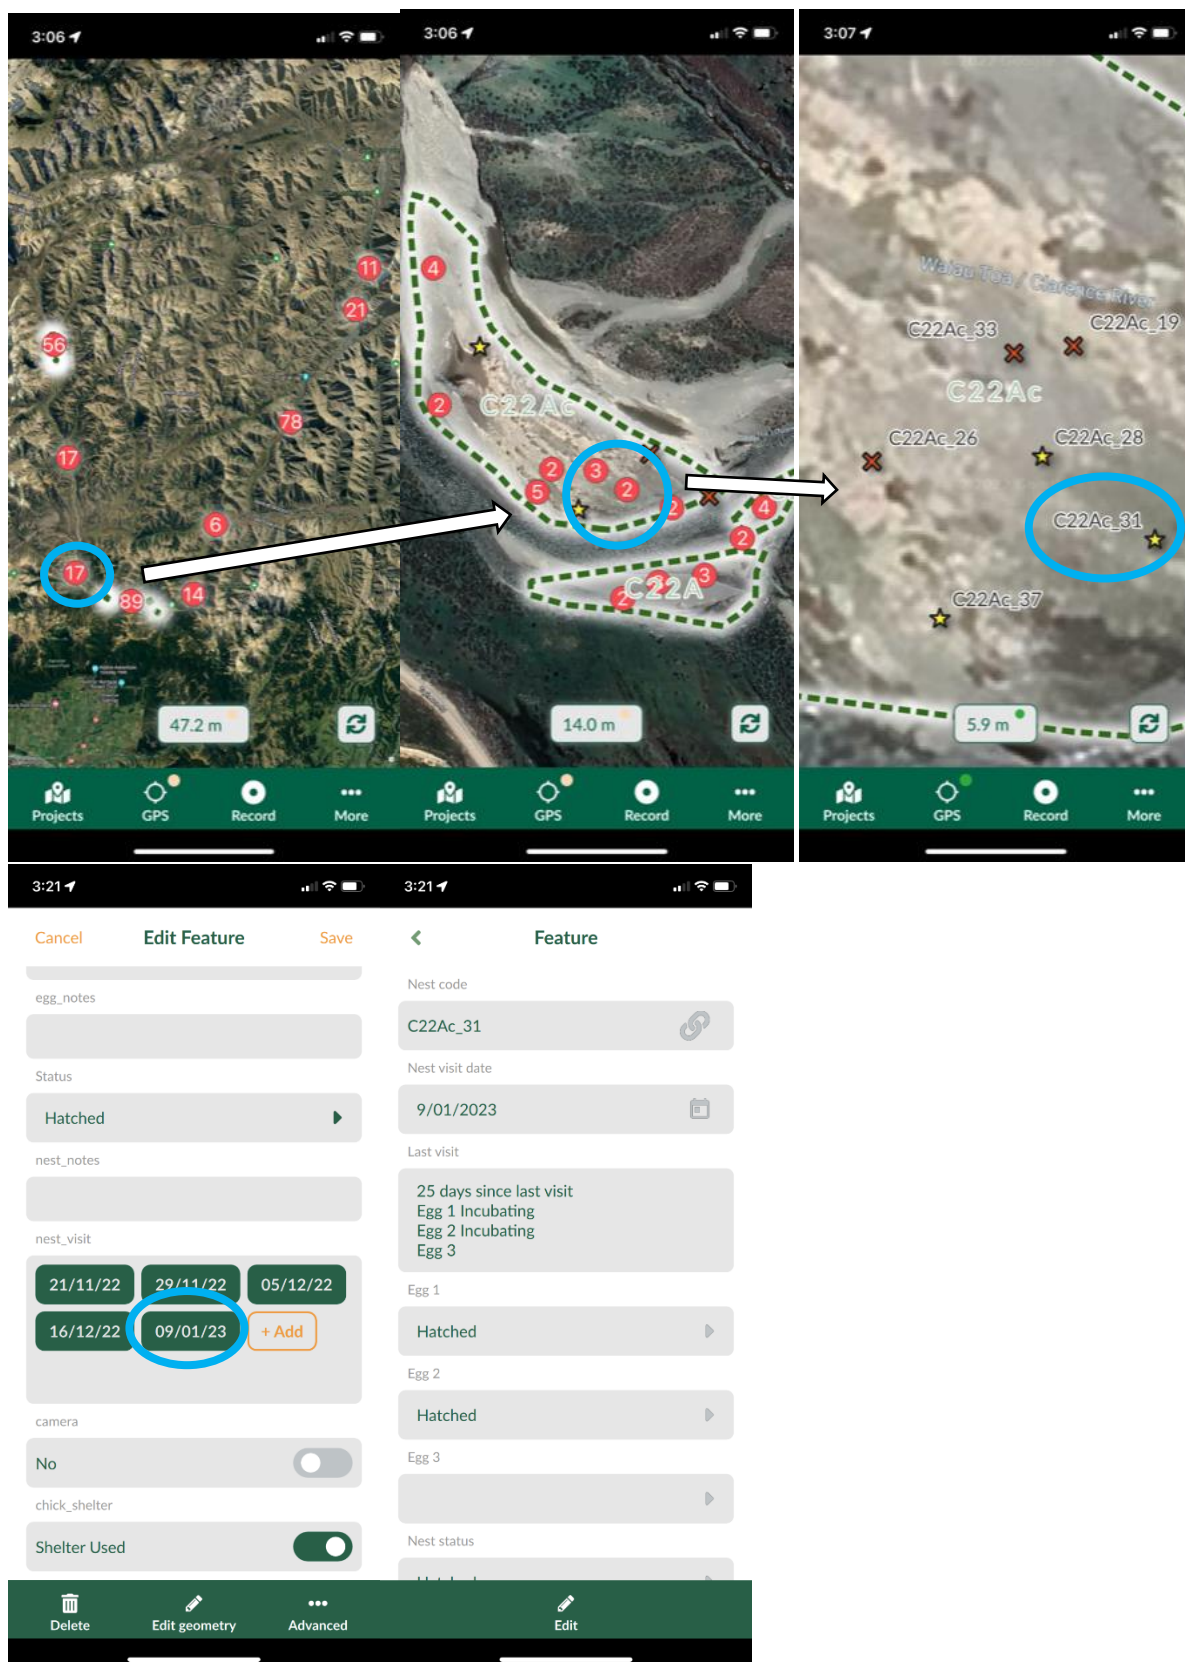 3:06
11
21
56
78
17
6
17
89
14
47.2 m
Projects
GPS
Record
More
3:06
4
2
C22Ac
2
3
5
2
2
4
2
3
C22A
2
14.0 m
Projects
GPS
Record
More
3:07
Waiau Toa / Clarence River
C22Ac_33
C22Ac_19
C22Ac
C22Ac_26
C22Ac_28
C22Ac_31
C22Ac_37
5.9 m
Projects
GPS
Record
More
3:21
Cancel
Edit Feature
Save
egg_notes
Status
Hatched
nest_notes
nest_visit
21/11/22
29/11/22
05/12/22
16/12/22
09/01/23
+ Add
camera
No
chick_shelter
Shelter Used
Delete
Edit geometry
Advanced
3:21
Feature
Nest code
C22Ac_31
Nest visit date
9/01/2023
Last visit
25 days since last visit
Egg 1 Incubating
Egg 2 Incubating
Egg 3
Egg 1
Hatched
Egg 2
Hatched
Egg 3
Nest status
Edit